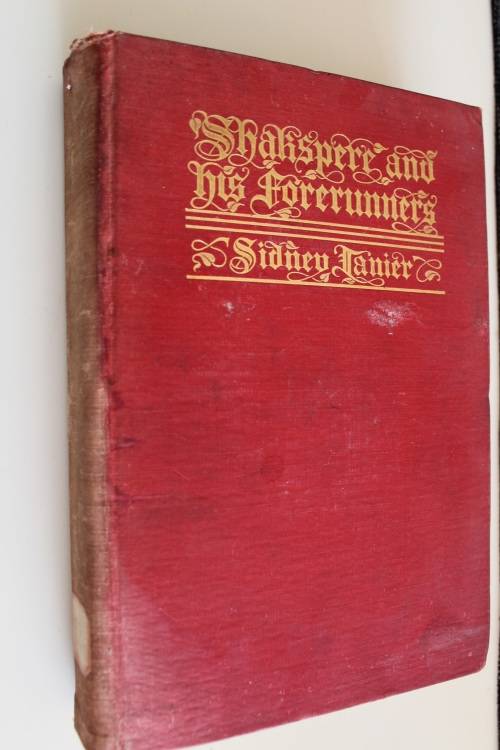 Shakspere and
his Forerunners
Sidney Lanier